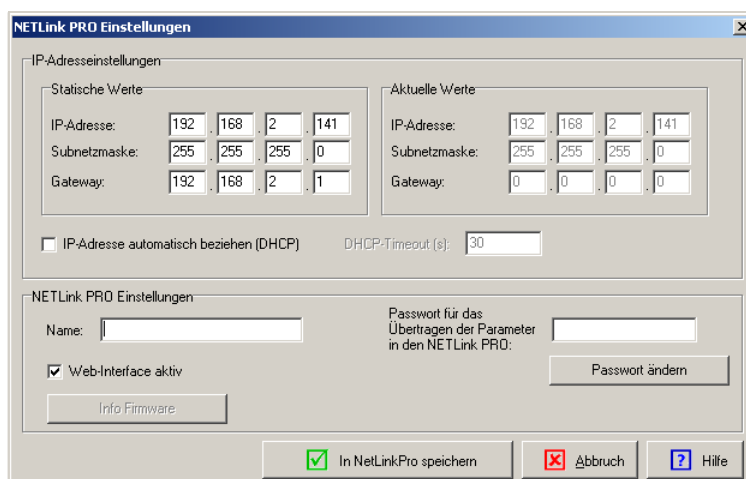 NETLink PRO Einstellungen
IP-Adresseinstellungen
Statische Werte
IP-Adresse: 192 . 168 . 2 . 141
Subnetzmaske: 255 . 255 . 255 . 0
Gateway: 192 . 168 . 2 . 1
Aktuelle Werte
IP-Adresse: 192 . 168 . 2 . 141
Subnetzmaske: 255 . 255 . 255 . 0
Gateway: 0 . 0 . 0 . 0
IP-Adresse automatisch beziehen (DHCP) DHCP-Timeout (s): 30
NETLink PRO Einstellungen
Name:
Passwort für das
Übertragen der Parameter
in den NETLink PRO:
Web-Interface aktiv
Passwort ändern
Info Firmware
In NetLinkPro speichern Abbruch ? Hilfe